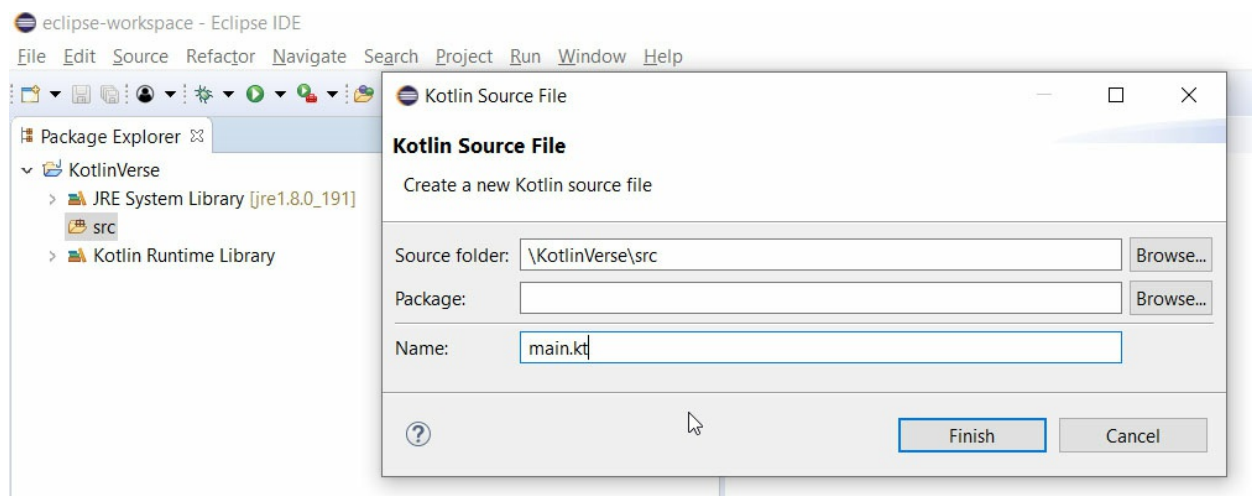 eclipse-workspace - Eclipse IDE
File Edit Source Refactor Navigate Search Project Run Window Help
Package Explorer
KotlinVerse
JRE System Library [jre1.8.0_191]
src
Kotlin Runtime Library
Kotlin Source File
Kotlin Source File
Create a new Kotlin source file
Source folder: \KotlinVerse\src Browse...
Package: Browse...
Name: main.kt
? Finish Cancel